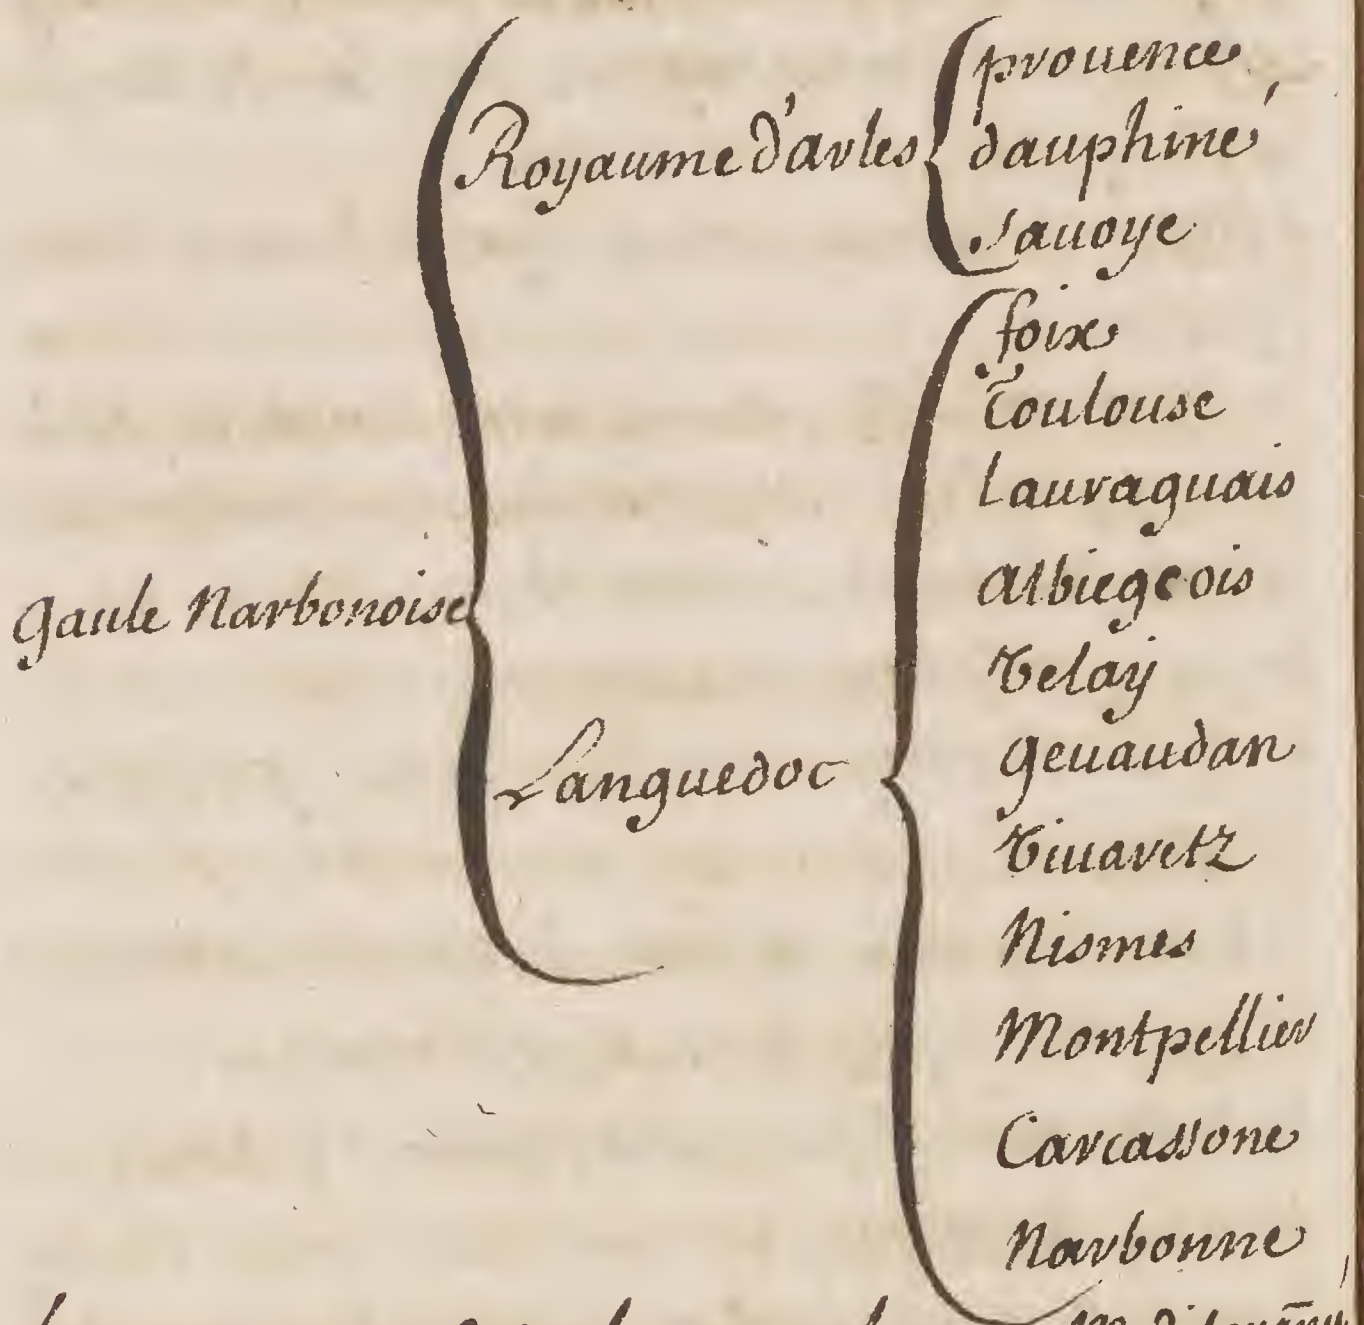 prouence
Royaume d'arles
dauphiné
sauoye
foix
Toulouse
Lauraguais
Albiegeois
Velay
Gaule Narbonoise
Languedoc
Geuaudan
Viuaretz
Nismes
Montpellier
Carcassone
Narbonne